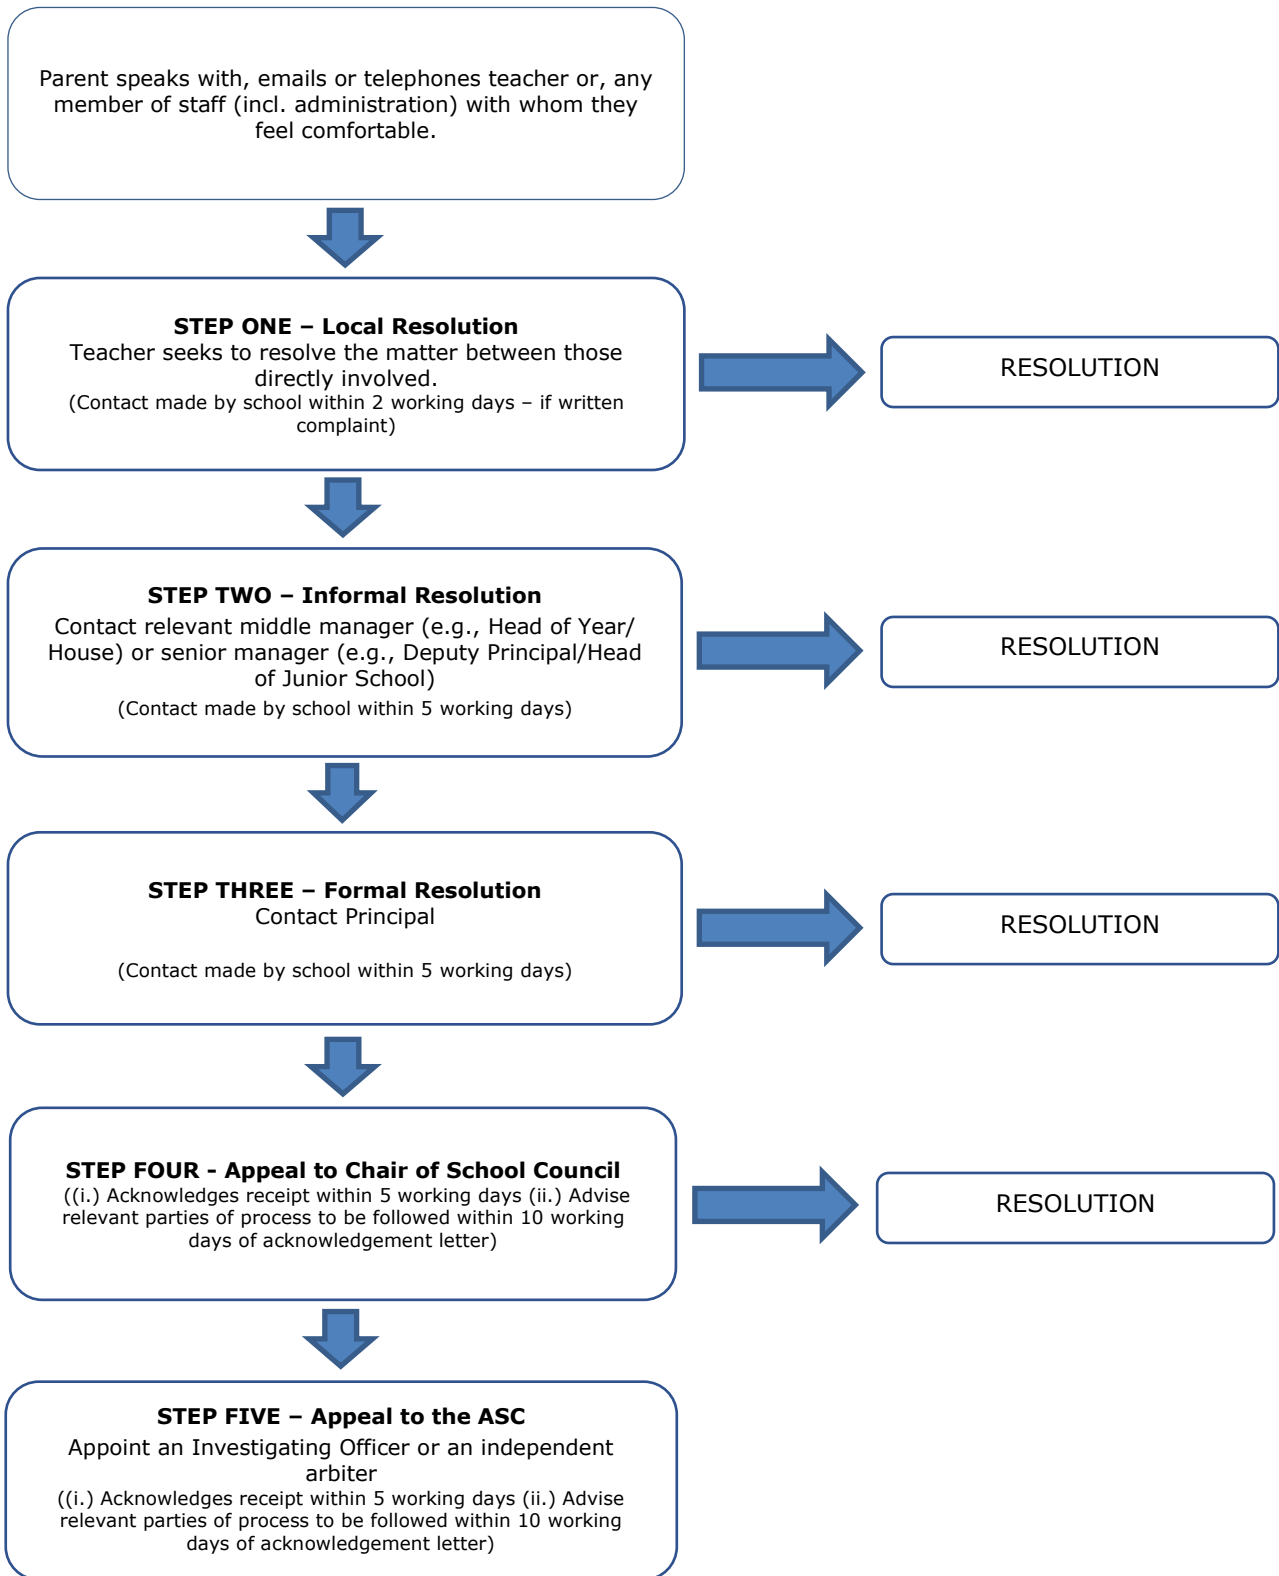 Parent speaks with, emails or telephones teacher or, any
member of staff (incl. administration) with whom they
feel comfortable.
STEP ONE – Local Resolution
Teacher seeks to resolve the matter between those
directly involved.
(Contact made by school within 2 working days – if written
complaint)
RESOLUTION
STEP TWO – Informal Resolution
Contact relevant middle manager (e.g., Head of Year/
House) or senior manager (e.g., Deputy Principal/Head
of Junior School)
(Contact made by school within 5 working days)
RESOLUTION
STEP THREE – Formal Resolution
Contact Principal
(Contact made by school within 5 working days)
RESOLUTION
STEP FOUR - Appeal to Chair of School Council
((i.) Acknowledges receipt within 5 working days (ii.) Advise
relevant parties of process to be followed within 10 working
days of acknowledgement letter)
RESOLUTION
STEP FIVE – Appeal to the ASC
Appoint an Investigating Officer or an independent
arbiter
((i.) Acknowledges receipt within 5 working days (ii.) Advise
relevant parties of process to be followed within 10 working
days of acknowledgement letter)